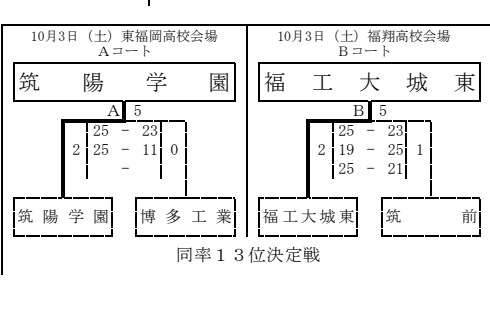 10月3日（土）東福岡高校会場
Aコート
筑陽学園
A 5
25 － 23
2 25 － 11 0
－
筑陽学園 博多工業
10月3日（土）福翔高校会場
Bコート
福工大城東
B 5
25 － 23
2 19 － 25 1
25 － 21
福工大城東 筑前
同率１３位決定戦